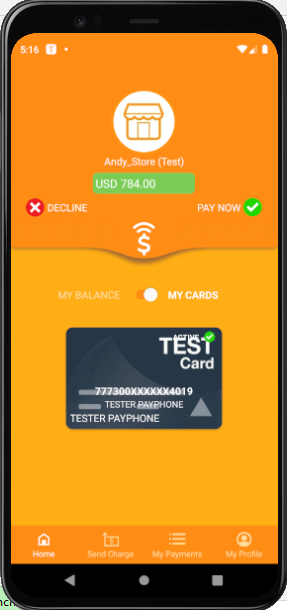 5:16
Andy_Store (Test)
USD 784.00
DECLINE
PAY NOW
MY BALANCE
MY CARDS
ACTIVE
TEST
Card
777300XXXXXX4019
TESTER PAYPHONE
TESTER PAYPHONE
Home
Send Charge
My Payments
My Profile